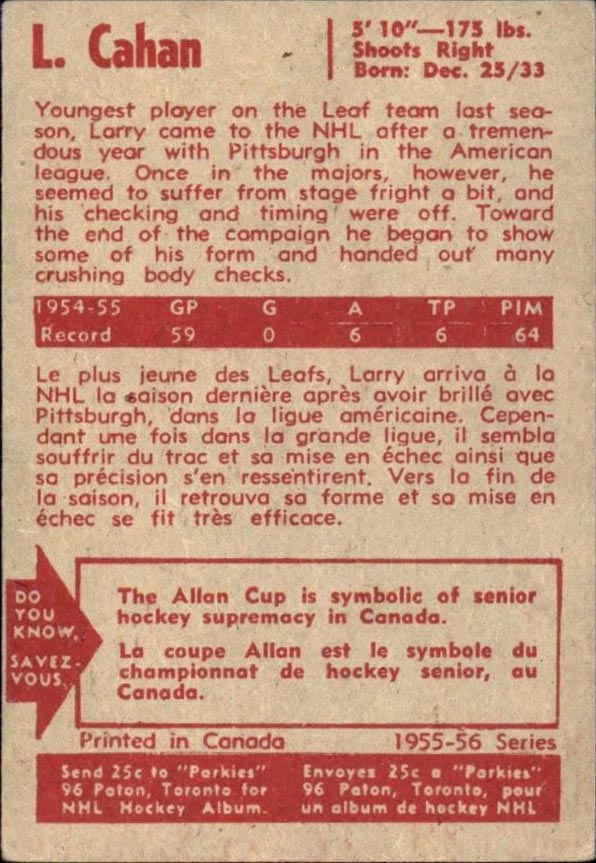 L. Cahan
5' 10"—175 lbs.
Shoots Right
Born: Dec. 25/33
Youngest player on the Leaf team last sea-
son, Larry came to the NHL after a tremen-
dous year with Pittsburgh in the American
league. Once in the majors, however, he
seemed to suffer from stage fright a bit, and
his checking and timing were off. Toward
the end of the campaign he began to show
some of his form and handed out many
crushing body checks.
1954-55 GP G A TP PIM
Record 59 0 6 6 64
Le plus jeune des Leafs, Larry arriva à la
NHL la saison dernière après avoir brillé avec
Pittsburgh, dans la ligue américaine. Cepen-
dant une fois dans la grande ligue, il sembla
souffrir du trac et sa mise en échec ainsi que
sa précision s'en ressentirent. Vers la fin de
la saison, il retrouva sa forme et sa mise en
échec se fit très efficace.
DO
YOU
KNOW.
SAVEZ-
VOUS.
The Allan Cup is symbolic of senior
hockey supremacy in Canada.
La coupe Allan est le symbole du
championnat de hockey senior, au
Canada.
Printed in Canada 1955-56 Series
Send 25c to "Parkies"
96 Paton, Toronto for
NHL Hockey Album.
Envoyez 25c a "Parkies"
96 Paton, Toronto, pour
un album de hockey NHL